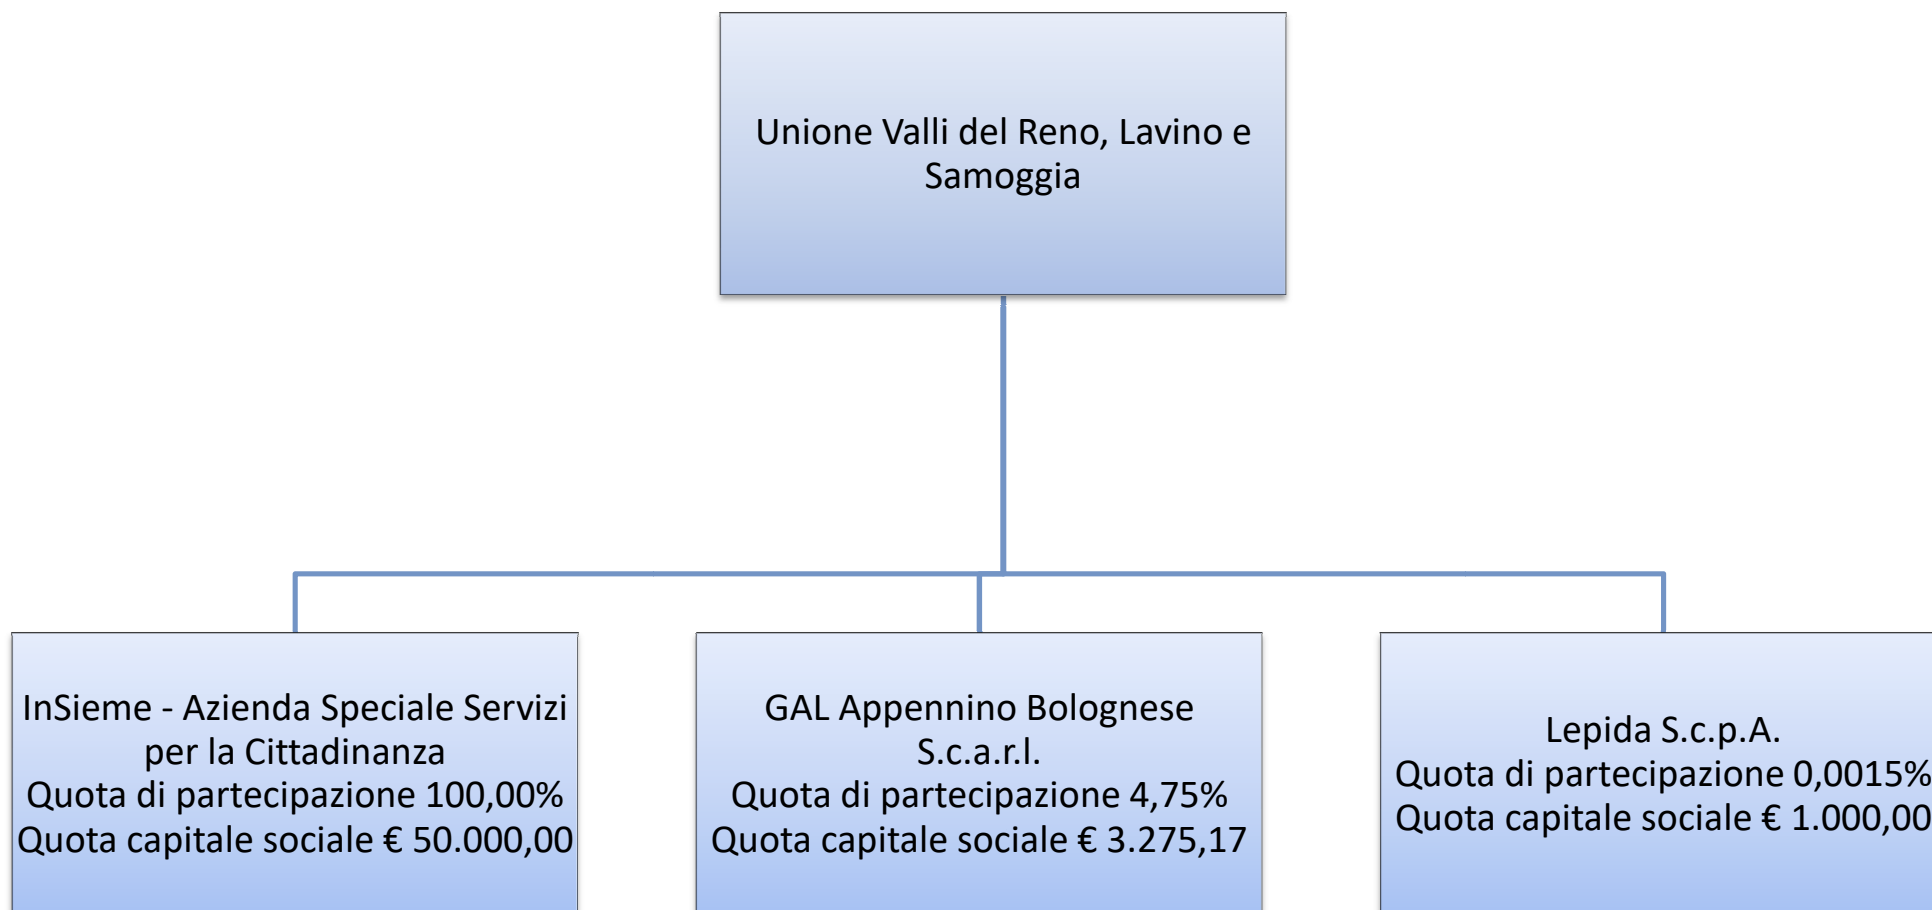 Unione Valli del Reno, Lavino e
Samoggia
InSieme - Azienda Speciale Servizi
per la Cittadinanza
Quota di partecipazione 100,00%
Quota capitale sociale € 50.000,00
GAL Appennino Bolognese
S.c.a.r.l.
Quota di partecipazione 4,75%
Quota capitale sociale € 3.275,17
Lepida S.c.p.A.
Quota di partecipazione 0,0015%
Quota capitale sociale € 1.000,00